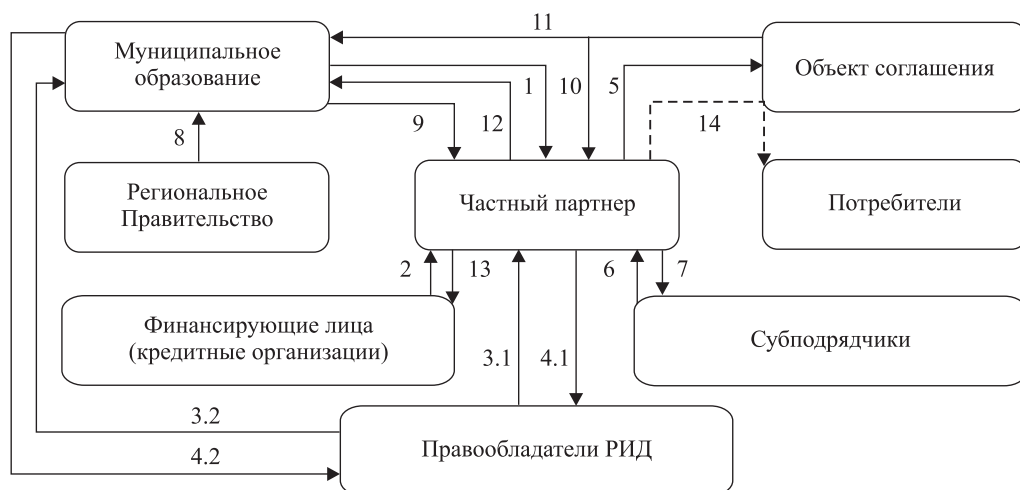 11
Муниципальное
образование
Объект соглашения
1
10
5
9
12
14
8
Региональное
Правительство
Частный партнер
Потребители
2
13
6
7
Финансирующие лица
(кредитные организации)
Субподрядчики
3.1
4.1
3.2
Правообладатели РИД
4.2